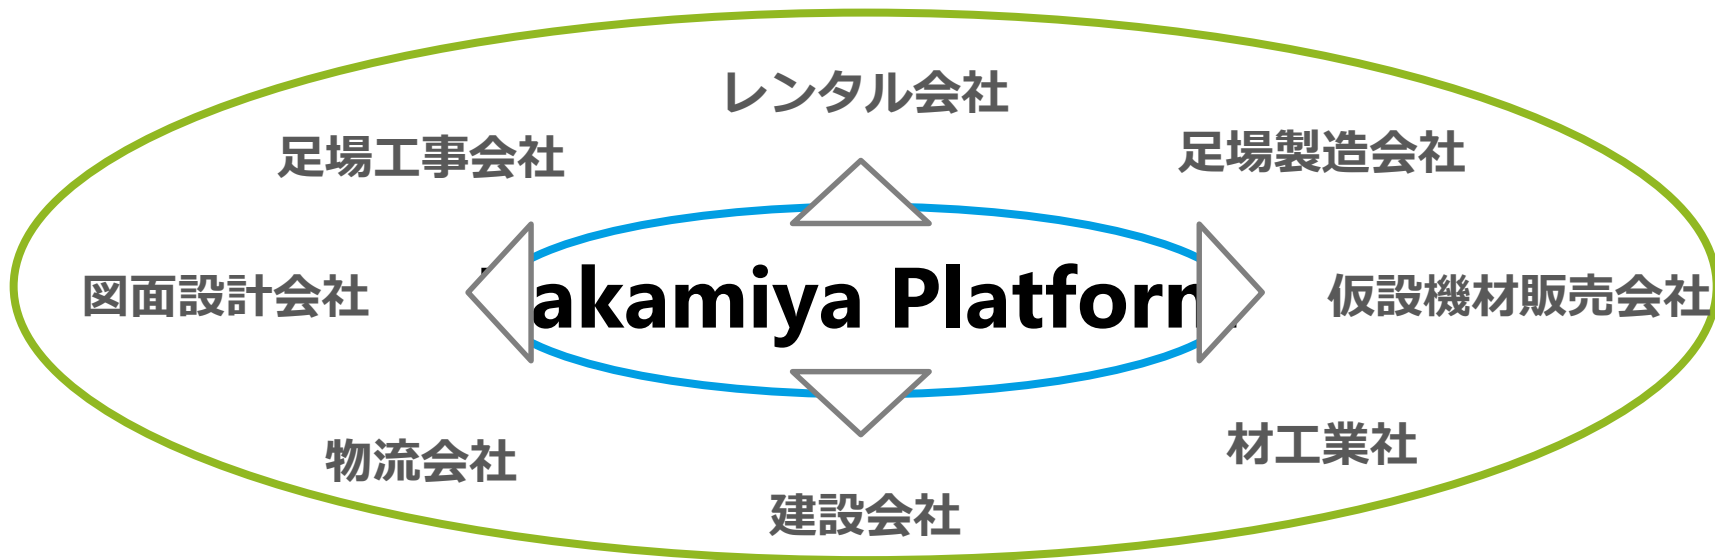 レンタル会社
足場工事会社
足場製造会社
図面設計会社
akamiya Platform
仮設機材販売会社
物流会社
材工業社
建設会社